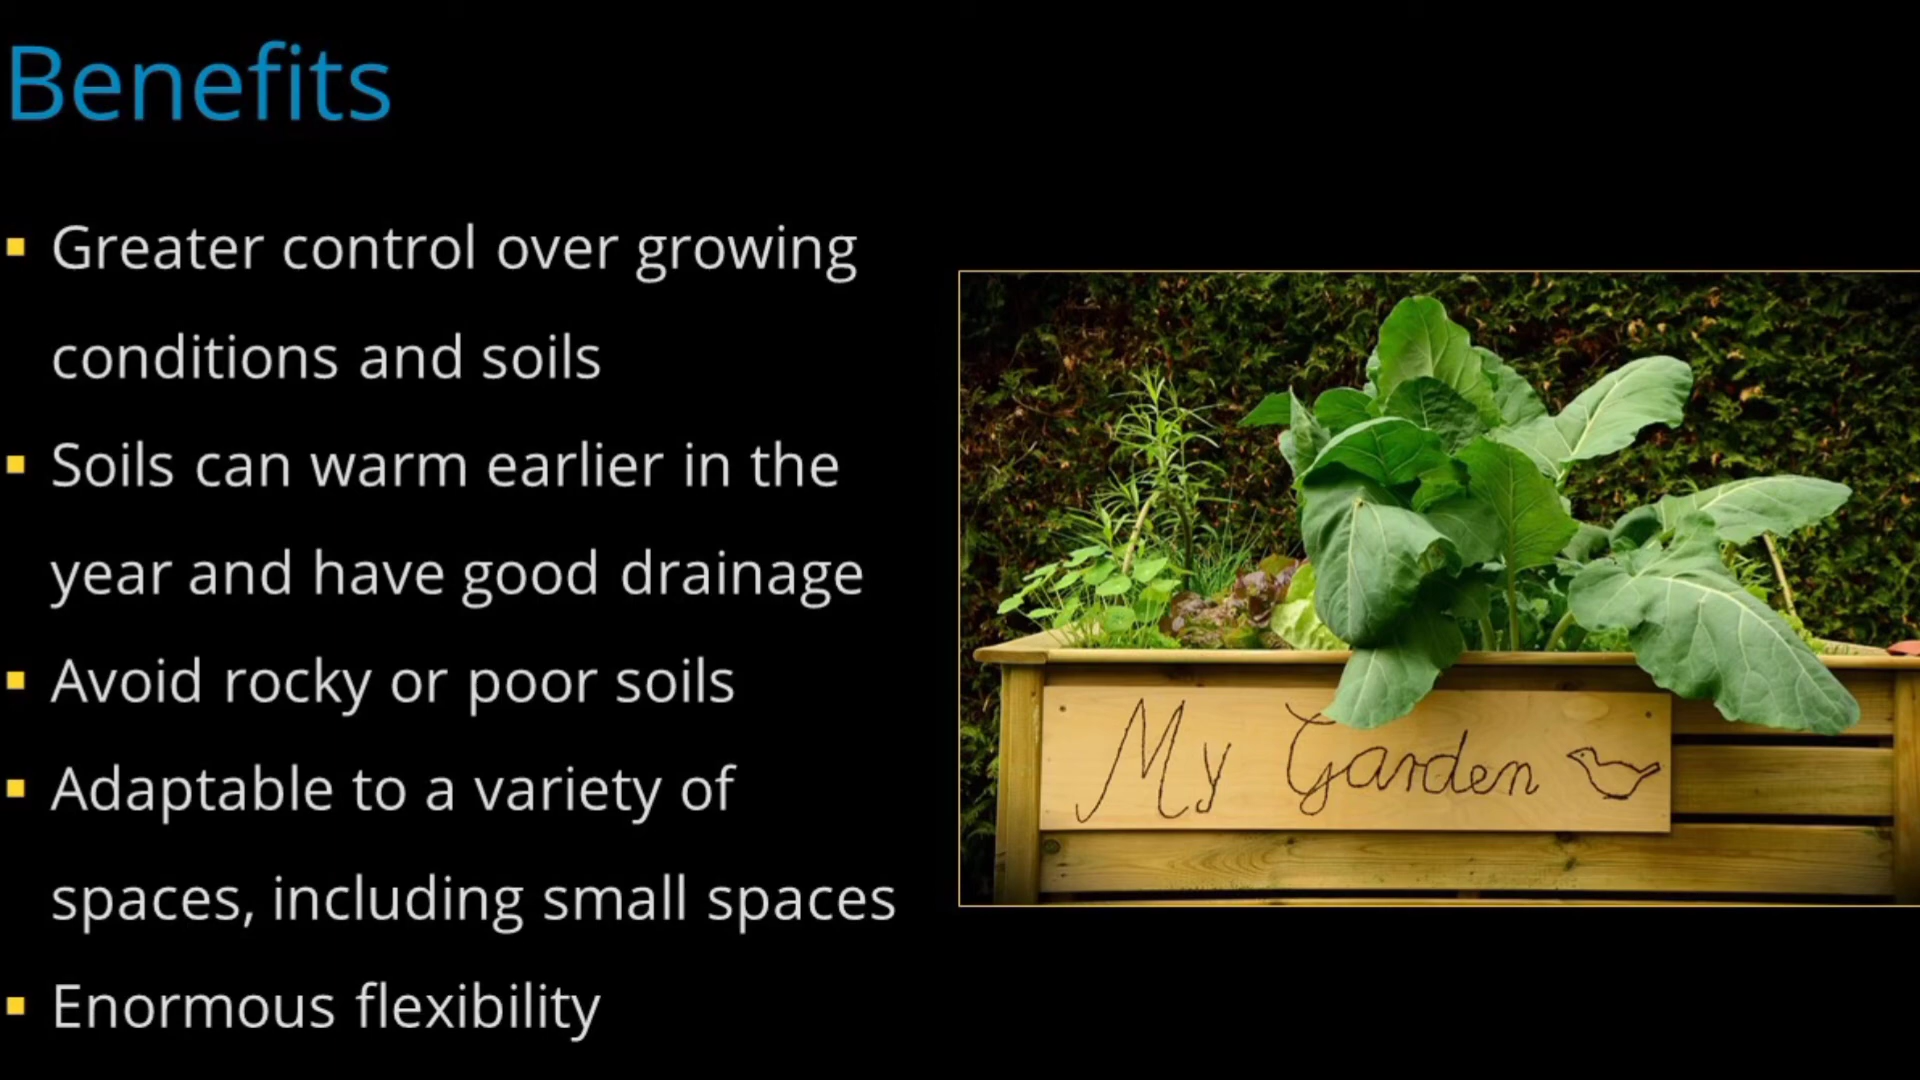 Benefits
Greater control over growing
conditions and soils
Soils can warm earlier in the
year and have good drainage
Avoid rocky or poor soils
Adaptable to a variety of
spaces, including small spaces
Enormous flexibility
My Garden